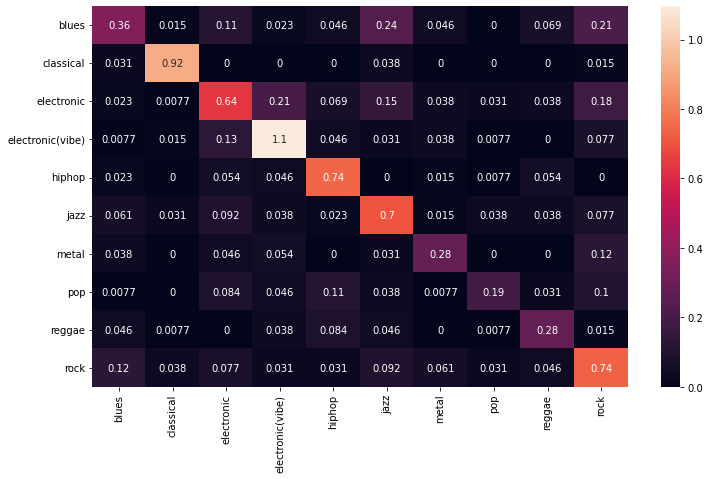 blues 0.36 0.015 0.11 0.023 0.046 0.24 0.046 0 0.069 0.21
classical 0.031 0.92 0 0 0 0.038 0 0 0 0.015
electronic 0.023 0.0077 0.64 0.21 0.069 0.15 0.038 0.031 0.038 0.18
electronic(vibe) 0.0077 0.015 0.13 1.1 0.046 0.031 0.038 0.0077 0 0.077
hiphop 0.023 0 0.054 0.046 0.74 0 0.015 0.0077 0.054 0
jazz 0.061 0.031 0.092 0.038 0.023 0.7 0.015 0.038 0.038 0.077
metal 0.038 0 0.046 0.054 0 0.031 0.28 0 0 0.12
pop 0.0077 0 0.084 0.046 0.11 0.038 0.0077 0.19 0.031 0.1
reggae 0.046 0.0077 0 0.038 0.084 0.046 0 0.0077 0.28 0.015
rock 0.12 0.038 0.077 0.031 0.031 0.092 0.061 0.031 0.046 0.74
blues classical electronic electronic(vibe) hiphop jazz metal pop reggae rock
1.0
0.8
0.6
0.4
0.2
0.0